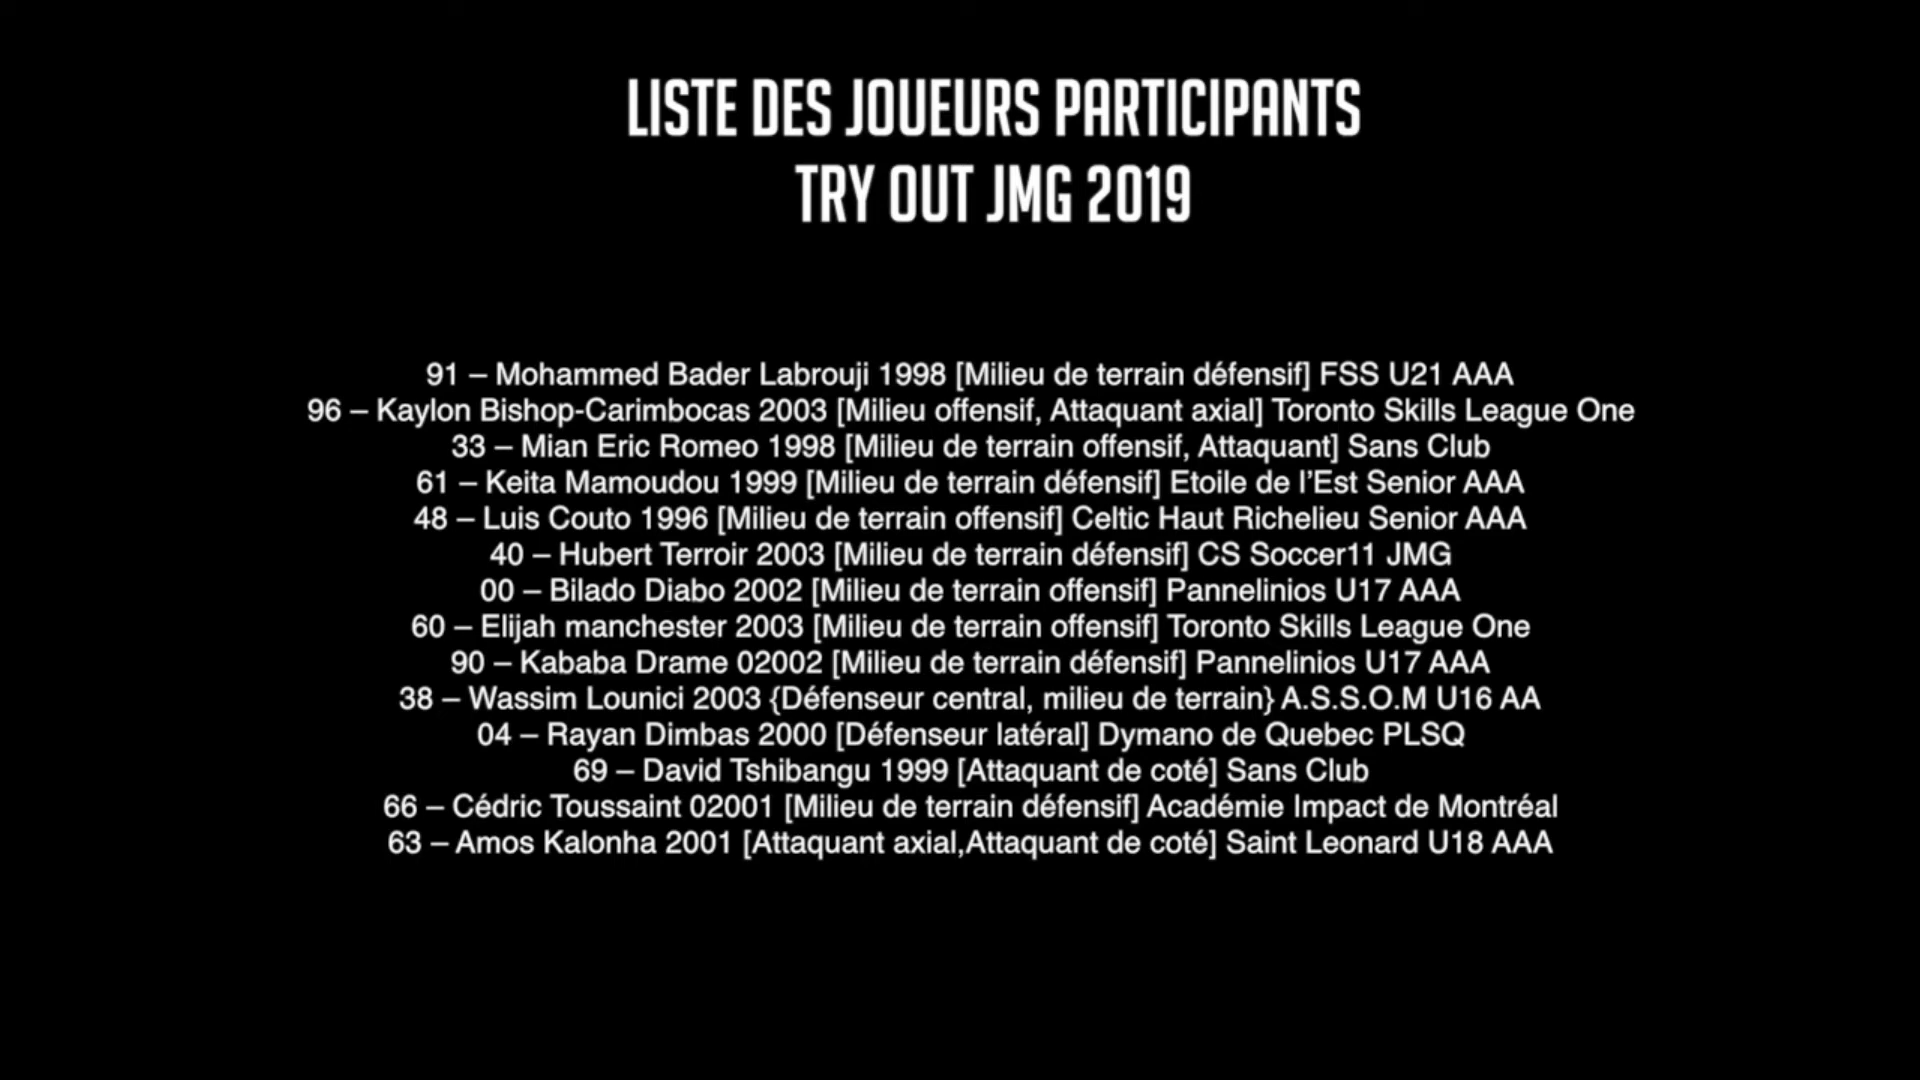 LISTE DES JOUEURS PARTICIPANTS
TRY OUT JMG 2019
91 – Mohammed Bader Labrouji 1998 [Milieu de terrain défensif] FSS U21 AAA
96 – Kaylon Bishop-Carimbocas 2003 [Milieu offensif, Attaquant axial] Toronto Skills League One
33 – Mian Eric Romeo 1998 [Milieu de terrain offensif, Attaquant] Sans Club
61 – Keita Mamoudou 1999 [Milieu de terrain défensif] Etoile de l’Est Senior AAA
48 – Luis Couto 1996 [Milieu de terrain offensif] Celtic Haut Richelieu Senior AAA
40 – Hubert Terroir 2003 [Milieu de terrain défensif] CS Soccer11 JMG
00 – Bilado Diabo 2002 [Milieu de terrain offensif] Pannelinios U17 AAA
60 – Elijah manchester 2003 [Milieu de terrain offensif] Toronto Skills League One
90 – Kababa Drame 02002 [Milieu de terrain défensif] Pannelinios U17 AAA
38 – Wassim Lounici 2003 {Défenseur central, milieu de terrain} A.S.S.O.M U16 AA
04 – Rayan Dimbas 2000 [Défenseur latéral] Dymano de Quebec PLSQ
69 – David Tshibangu 1999 [Attaquant de coté] Sans Club
66 – Cédric Toussaint 02001 [Milieu de terrain défensif] Académie Impact de Montréal
63 – Amos Kalonha 2001 [Attaquant axial,Attaquant de coté] Saint Leonard U18 AAA